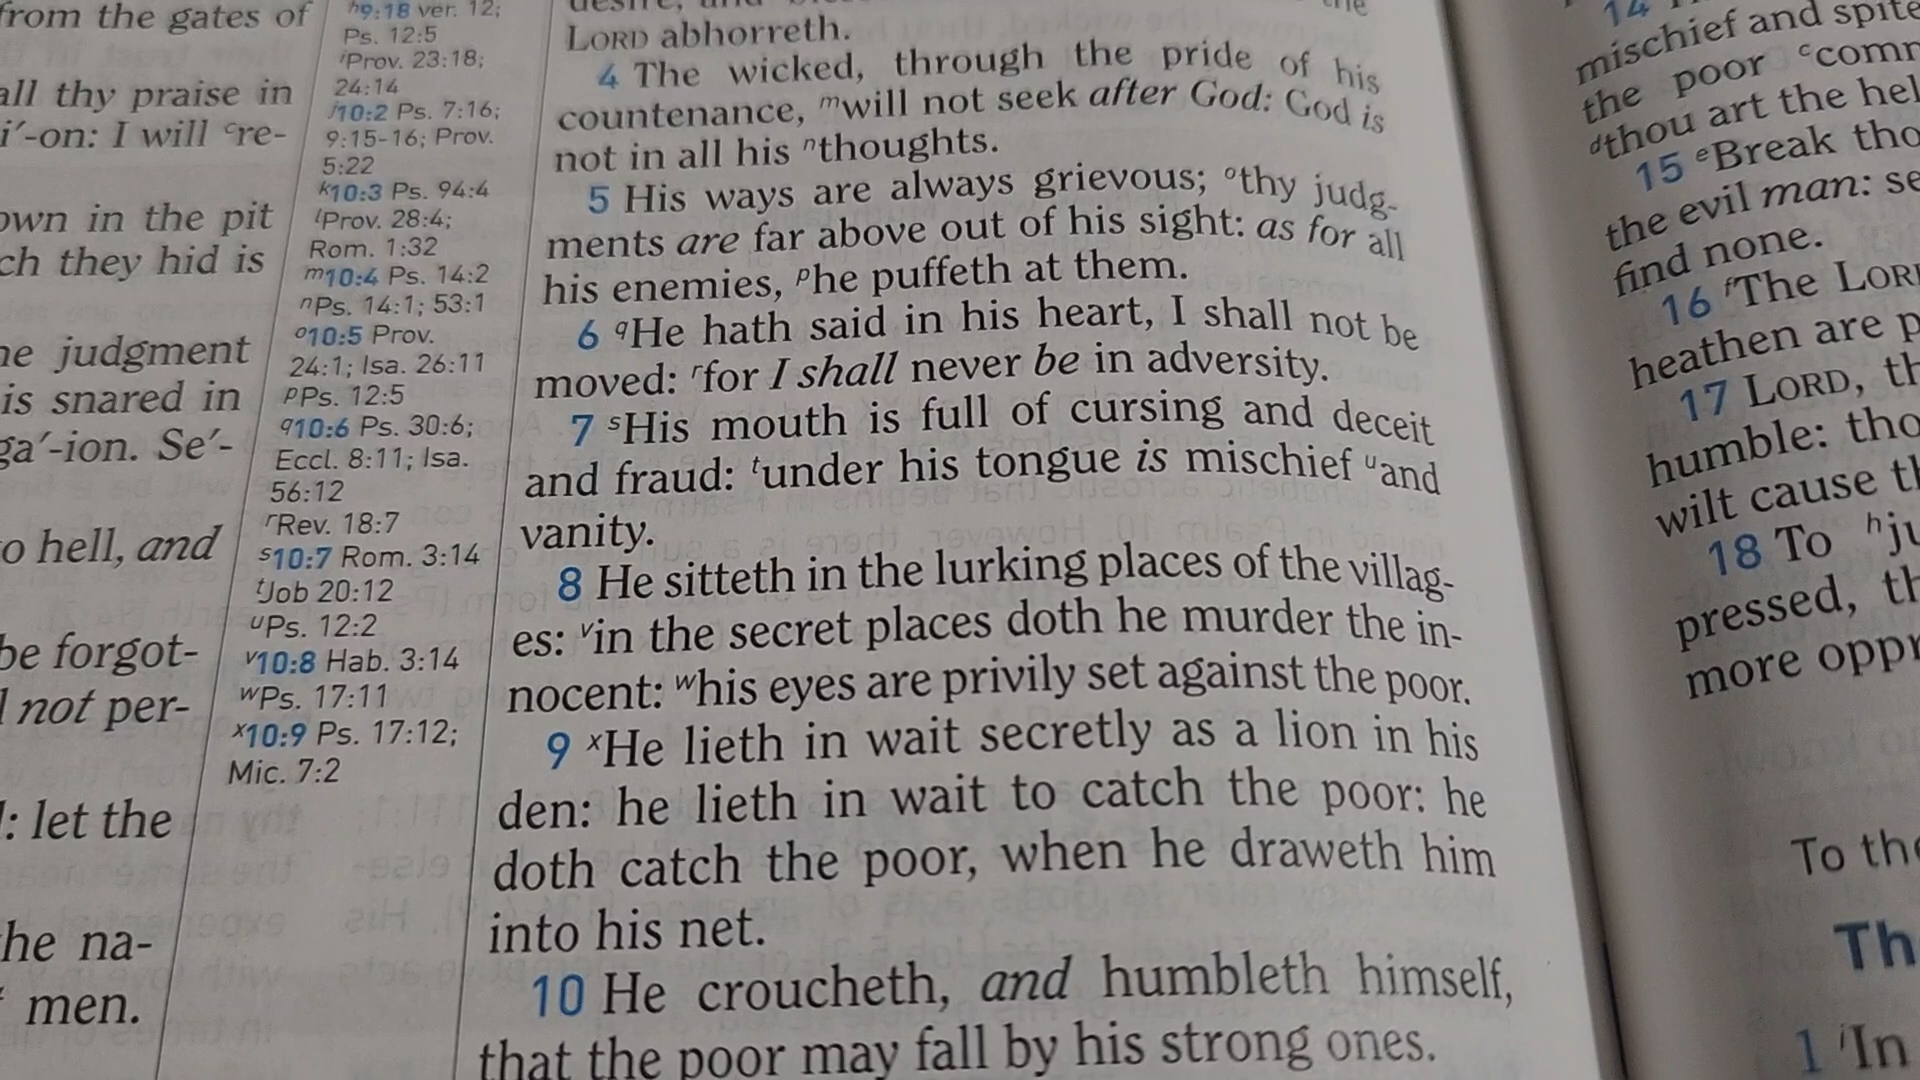 from the gates of
all thy praise in
i'-on: I will cre-
own in the pit
ch they hid is
he judgment
is snared in
ga'-ion. Se'-
o hell, and
be forgot-
not per-
: let the
he na-
men.
h9:18 ver. 12;
Ps. 12:5
iProv. 23:18;
24:14
j10:2 Ps. 7:16;
9:15-16; Prov.
5:22
k10:3 Ps. 94:4
lProv. 28:4;
Rom. 1:32
m10:4 Ps. 14:2
nPs. 14:1; 53:1
o10:5 Prov.
24:1; Isa. 26:11
pPs. 12:5
q10:6 Ps. 30:6;
Eccl. 8:11; Isa.
56:12
rRev. 18:7
s10:7 Rom. 3:14
tJob 20:12
uPs. 12:2
v10:8 Hab. 3:14
wPs. 17:11
x10:9 Ps. 17:12;
Mic. 7:2
LORD abhorreth.
4 The wicked, through the pride of his
countenance, mwill not seek after God: God is
not in all his nthoughts.
5 His ways are always grievous; othy judg-
ments are far above out of his sight: as for all
his enemies, phe puffeth at them.
6 qHe hath said in his heart, I shall not be
moved: rfor I shall never be in adversity.
7 sHis mouth is full of cursing and deceit
and fraud: tunder his tongue is mischief uand
vanity.
8 He sitteth in the lurking places of the villag-
es: vin the secret places doth he murder the in-
nocent: whis eyes are privily set against the poor.
9 xHe lieth in wait secretly as a lion in his
den: he lieth in wait to catch the poor: he
doth catch the poor, when he draweth him
into his net.
10 He croucheth, and humbleth himself,
that the poor may fall by his strong ones.
14
mischief and spite
the poor ccomm
dthou art the hel
15 eBreak tho
the evil man: se
find none.
16 fThe LORD
heathen are p
17 LORD, th
humble: tho
wilt cause th
18 To hju
pressed, th
more oppr
To the
Th
1 iIn